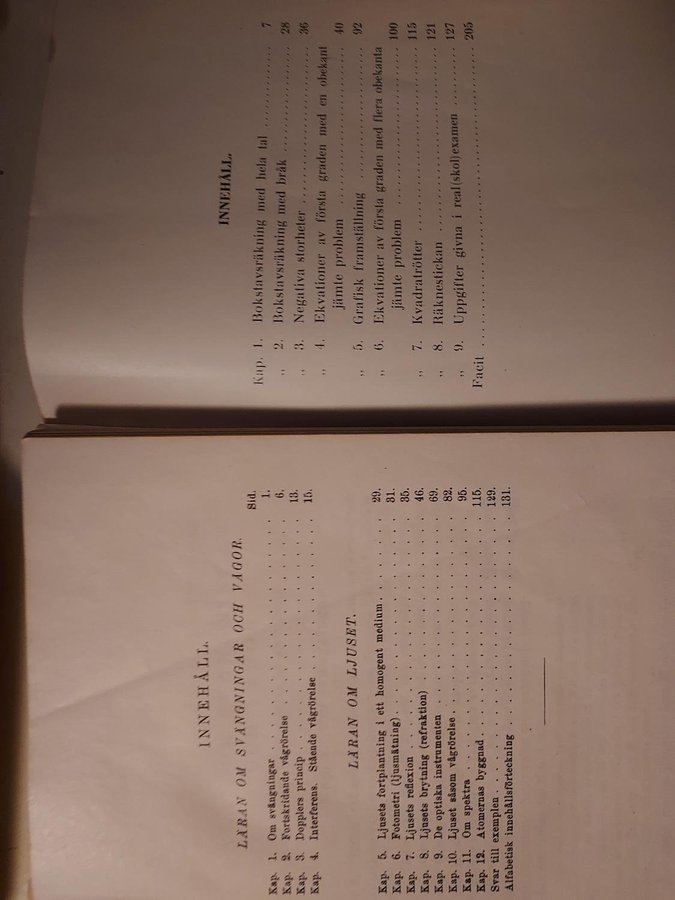 INNEHÅLL.
LÄRAN OM SVÄNGNINGAR OCH VÅGOR.
Sid.
Kap. 1. Om svängningar . . . . . . . . . . . . . . . . . . . . 1.
Kap. 2. Fortskridande vågrörelse . . . . . . . . . . . . . . . 6.
Kap. 3. Dopplers princip . . . . . . . . . . . . . . . . . . . 13.
Kap. 4. Interferens. Stående vågrörelse . . . . . . . . . . . . 15.
LÄRAN OM LJUSET.
Kap. 5. Ljusets fortplantning i ett homogent medium . . . . . . . 29.
Kap. 6. Fotometri (ljusmätning) . . . . . . . . . . . . . . . . 31.
Kap. 7. Ljusets reflexion . . . . . . . . . . . . . . . . . . . 35.
Kap. 8. Ljusets brytning (refraktion) . . . . . . . . . . . . . 46.
Kap. 9. De optiska instrumenten . . . . . . . . . . . . . . . . 69.
Kap. 10. Ljuset såsom vågrörelse . . . . . . . . . . . . . . . . 82.
Kap. 11. Om spektra . . . . . . . . . . . . . . . . . . . . . . 95.
Kap. 12. Atomernas byggnad . . . . . . . . . . . . . . . . . . . 115.
Svar till exemplen . . . . . . . . . . . . . . . . . . . . . . . 129.
Alfabetisk innehållsförteckning . . . . . . . . . . . . . . . . 131.
INNEHÅLL.
Kap. 1. Bokstavsräkning med hela tal .................. 7
„ 2. Bokstavsräkning med bråk .................. 28
„ 3. Negativa storheter .................. 36
„ 4. Ekvationer av första graden med en obekant
jämte problem .................. 40
„ 5. Grafisk framställning .................. 92
„ 6. Ekvationer av första graden med flera obekanta
jämte problem .................. 100
„ 7. Kvadratrötter .................. 115
„ 8. Räknestickan .................. 121
„ 9. Uppgifter givna i real(skol)examen .................. 127
Facit .................. 205